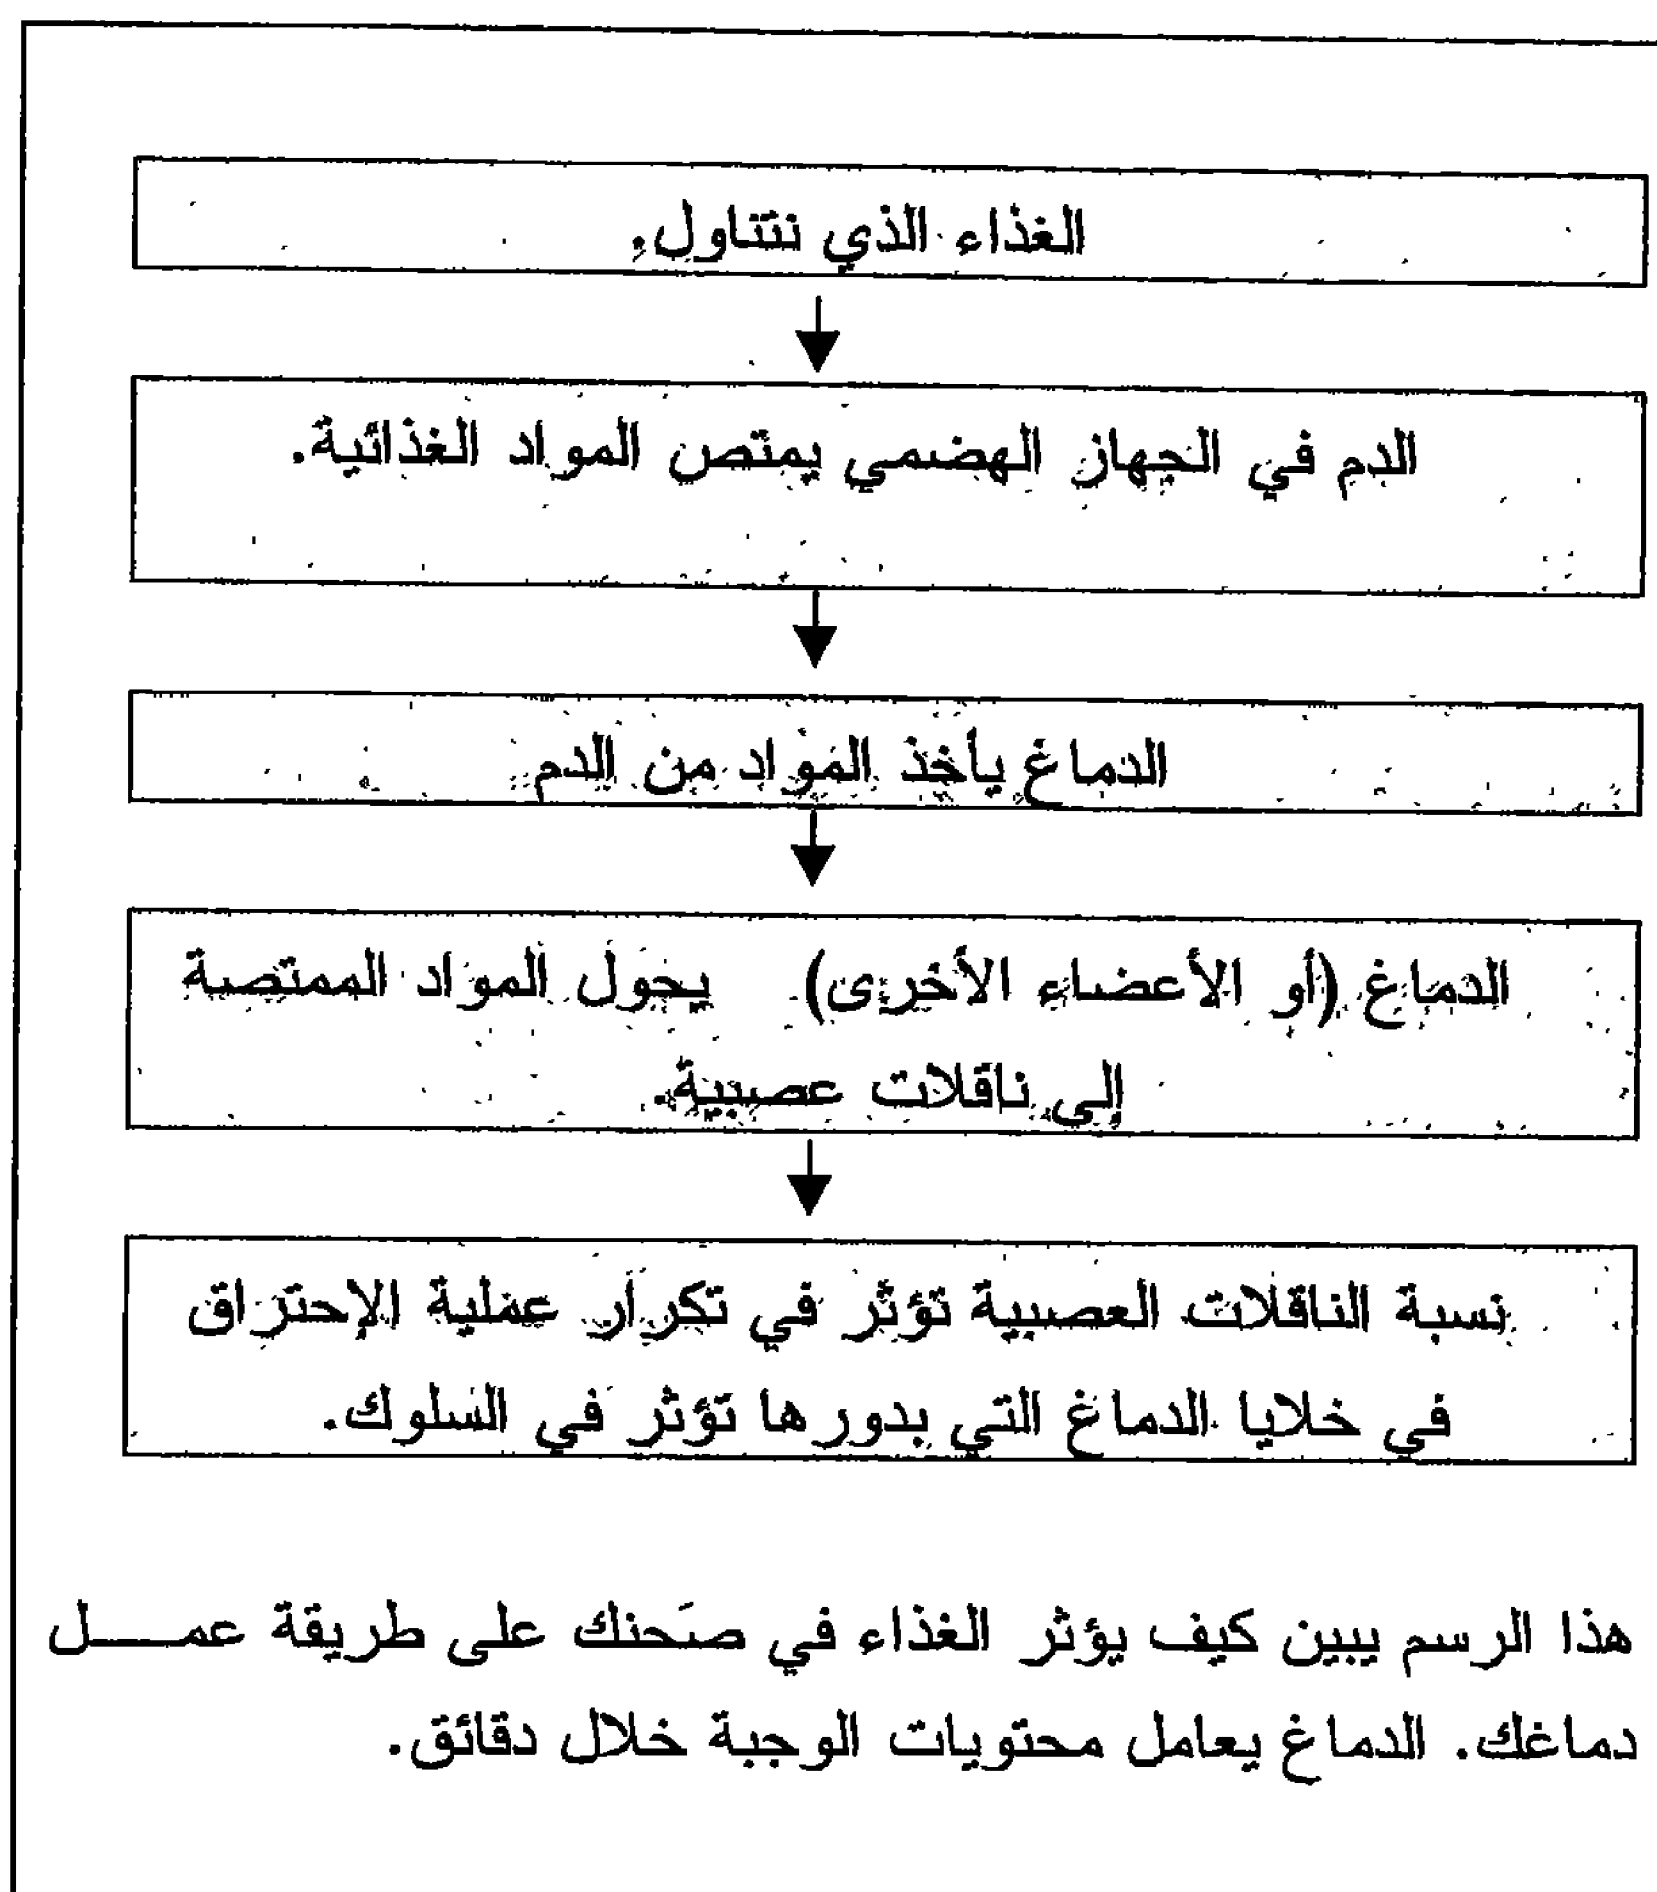 الغذاء الذي نتناول.
الدم في الجهاز الهضمي يمتص المواد الغذائية.
الدماغ يأخذ المواد من الدم.
الدماغ (أو الأعضاء الأخرى) يحول المواد الممتصة
إلى ناقلات عصبية.
نسبة الناقلات العصبية تؤثر في تكرار عملية الإحتراق
في خلايا الدماغ التي بدورها تؤثر في السلوك.
هذا الرسم يبين كيف يؤثر الغذاء في صَحنك على طريقة عمــل
دماغك. الدماغ يعامل محتويات الوجبة خلال دقائق.